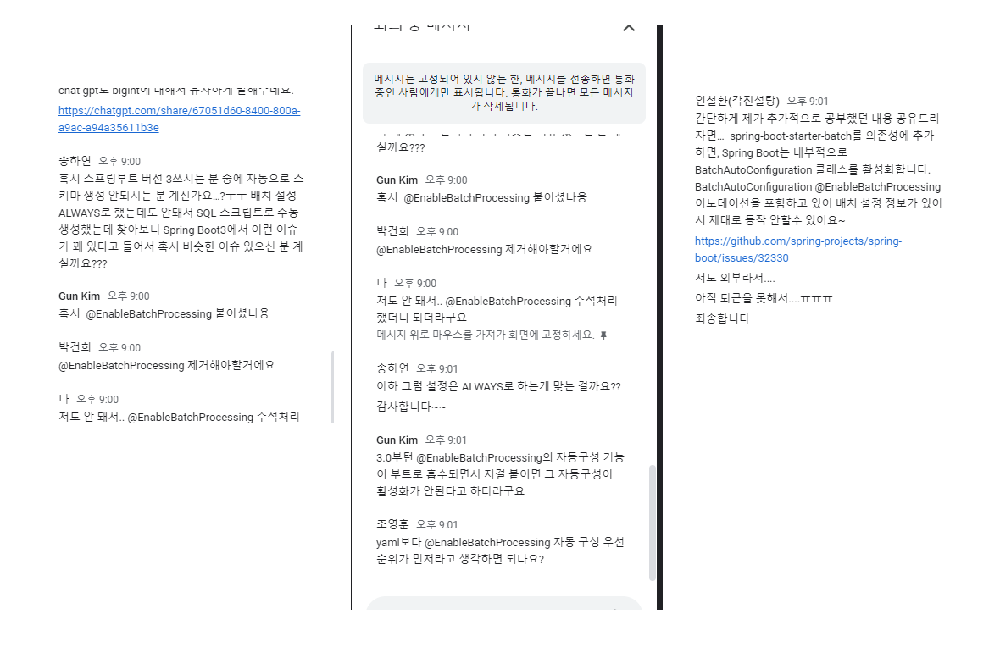 chat gpt도 bigint에 대해서 유사하게 말해주네요.
https://chatgpt.com/share/67051d60-8400-800a-
a9ac-a94a35611b3e
송하연 오후 9:00
혹시 스프링부트 버전 3쓰시는 분 중에 자동으로 스
키마 생성 안되시는 분 계신가요…?ㅜㅜ 배치 설정
ALWAYS로 했는데도 안돼서 SQL 스크립트로 수동
생성했는데 찾아보니 Spring Boot3에서 이런 이슈
가 꽤 있다고 들어서 혹시 비슷한 이슈 있으신 분 계
실까요???
Gun Kim 오후 9:00
혹시 @EnableBatchProcessing 붙이셨나용
박건희 오후 9:00
@EnableBatchProcessing 제거해야할거에요
나 오후 9:00
저도 안 돼서.. @EnableBatchProcessing 주석처리
회의 중 메시지
메시지는 고정되어 있지 않는 한, 메시지를 전송하면 통화
중인 사람에게만 표시됩니다. 통화가 끝나면 모든 메시지
가 삭제됩니다.
실까요???
Gun Kim 오후 9:00
혹시 @EnableBatchProcessing 붙이셨나용
박건희 오후 9:00
@EnableBatchProcessing 제거해야할거에요
나 오후 9:00
저도 안 돼서.. @EnableBatchProcessing 주석처리
했더니 되더라구요
메시지 위로 마우스를 가져가 화면에 고정하세요.
송하연 오후 9:01
아하 그럼 설정은 ALWAYS로 하는게 맞는 걸까요??
감사합니다~~
Gun Kim 오후 9:01
3.0부턴 @EnableBatchProcessing의 자동구성 기능
이 부트로 흡수되면서 저걸 붙이면 그 자동구성이
활성화가 안된다고 하더라구요
조영훈 오후 9:01
yaml보다 @EnableBatchProcessing 자동 구성 우선
순위가 먼저라고 생각하면 되나요?
인철환(각진설탕) 오후 9:01
간단하게 제가 추가적으로 공부했던 내용 공유드리
자면... spring-boot-starter-batch를 의존성에 추가
하면, Spring Boot는 내부적으로
BatchAutoConfiguration 클래스를 활성화합니다.
BatchAutoConfiguration @EnableBatchProcessing
어노테이션을 포함하고 있어 배치 설정 정보가 있어
서 제대로 동작 안할수 있어요~
https://github.com/spring-projects/spring-
boot/issues/32330
저도 외부라서....
아직 퇴근을 못해서....ㅠㅠㅠ
죄송합니다